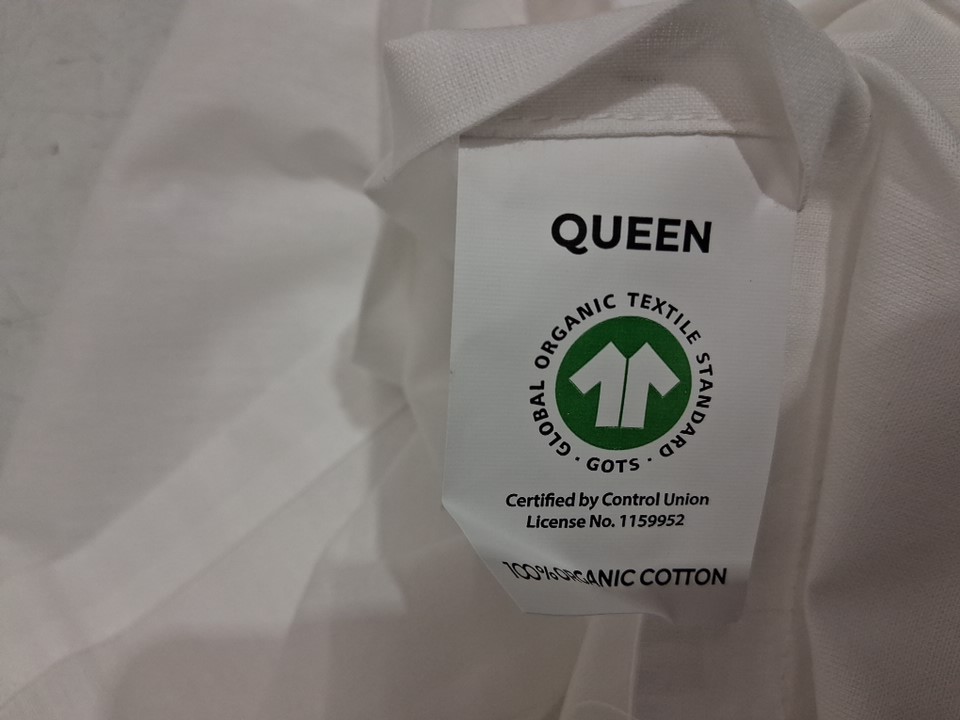 QUEEN
GLOBAL ORGANIC TEXTILE STANDARD · GOTS ·
Certified by Control Union
License No. 1159952
100% ORGANIC COTTON